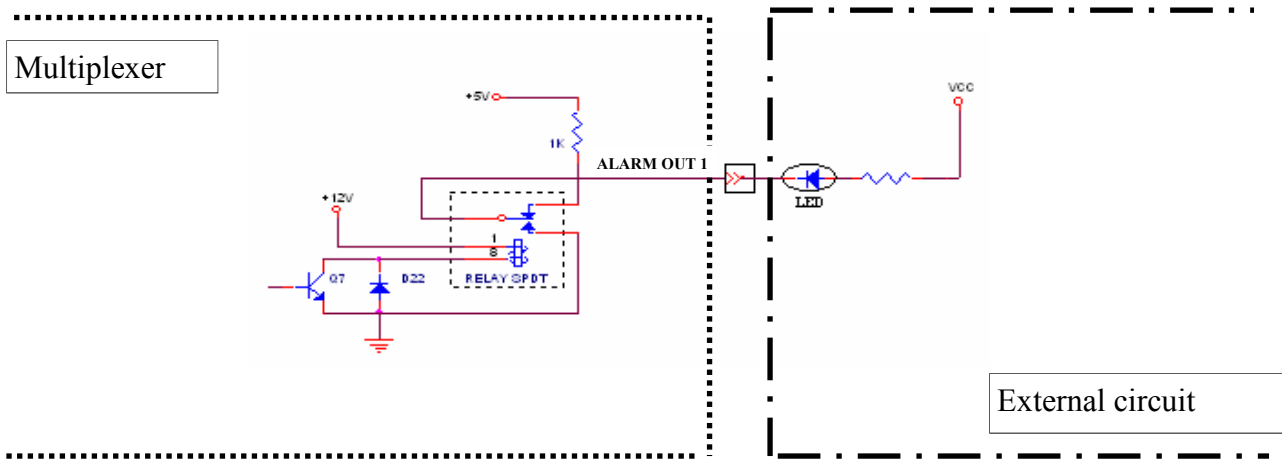 Multiplexer
+5V
VCC
1K
ALARM OUT 1
+12V
LED
1
8
Q7
D22
RELAY SPDT
External circuit